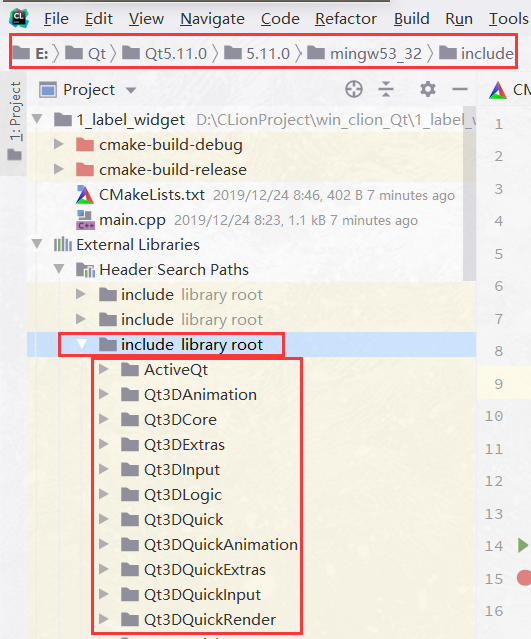 CL File Edit View Navigate Code Refactor Build Run Tools
E: Qt Qt5.11.0 5.11.0 mingw53_32 include
1: Project
Project
1_label_widget D:\CLionProject\win_clion_Qt\1_label_w
cmake-build-debug
cmake-build-release
CMakeLists.txt 2019/12/24 8:46, 402 B 7 minutes ago
main.cpp 2019/12/24 8:23, 1.1 kB 7 minutes ago
External Libraries
Header Search Paths
include library root
include library root
include library root
ActiveQt
Qt3DAnimation
Qt3DCore
Qt3DExtras
Qt3DInput
Qt3DLogic
Qt3DQuick
Qt3DQuickAnimation
Qt3DQuickExtras
Qt3DQuickInput
Qt3DQuickRender
CM
1
2
3
4
5
6
7
8
9
10
11
12
13
14
15
16